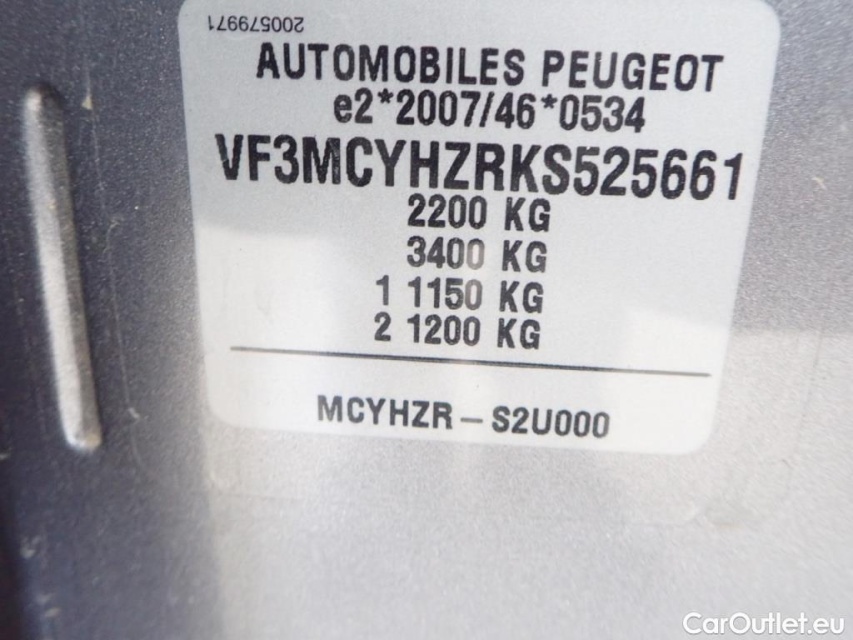 200579971
AUTOMOBILES PEUGEOT
e2*2007/46*0534
VF3MCYHZRKS525661
2200 KG
3400 KG
1 1150 KG
2 1200 KG
MCYHZR – S2U000
CarOutlet.eu